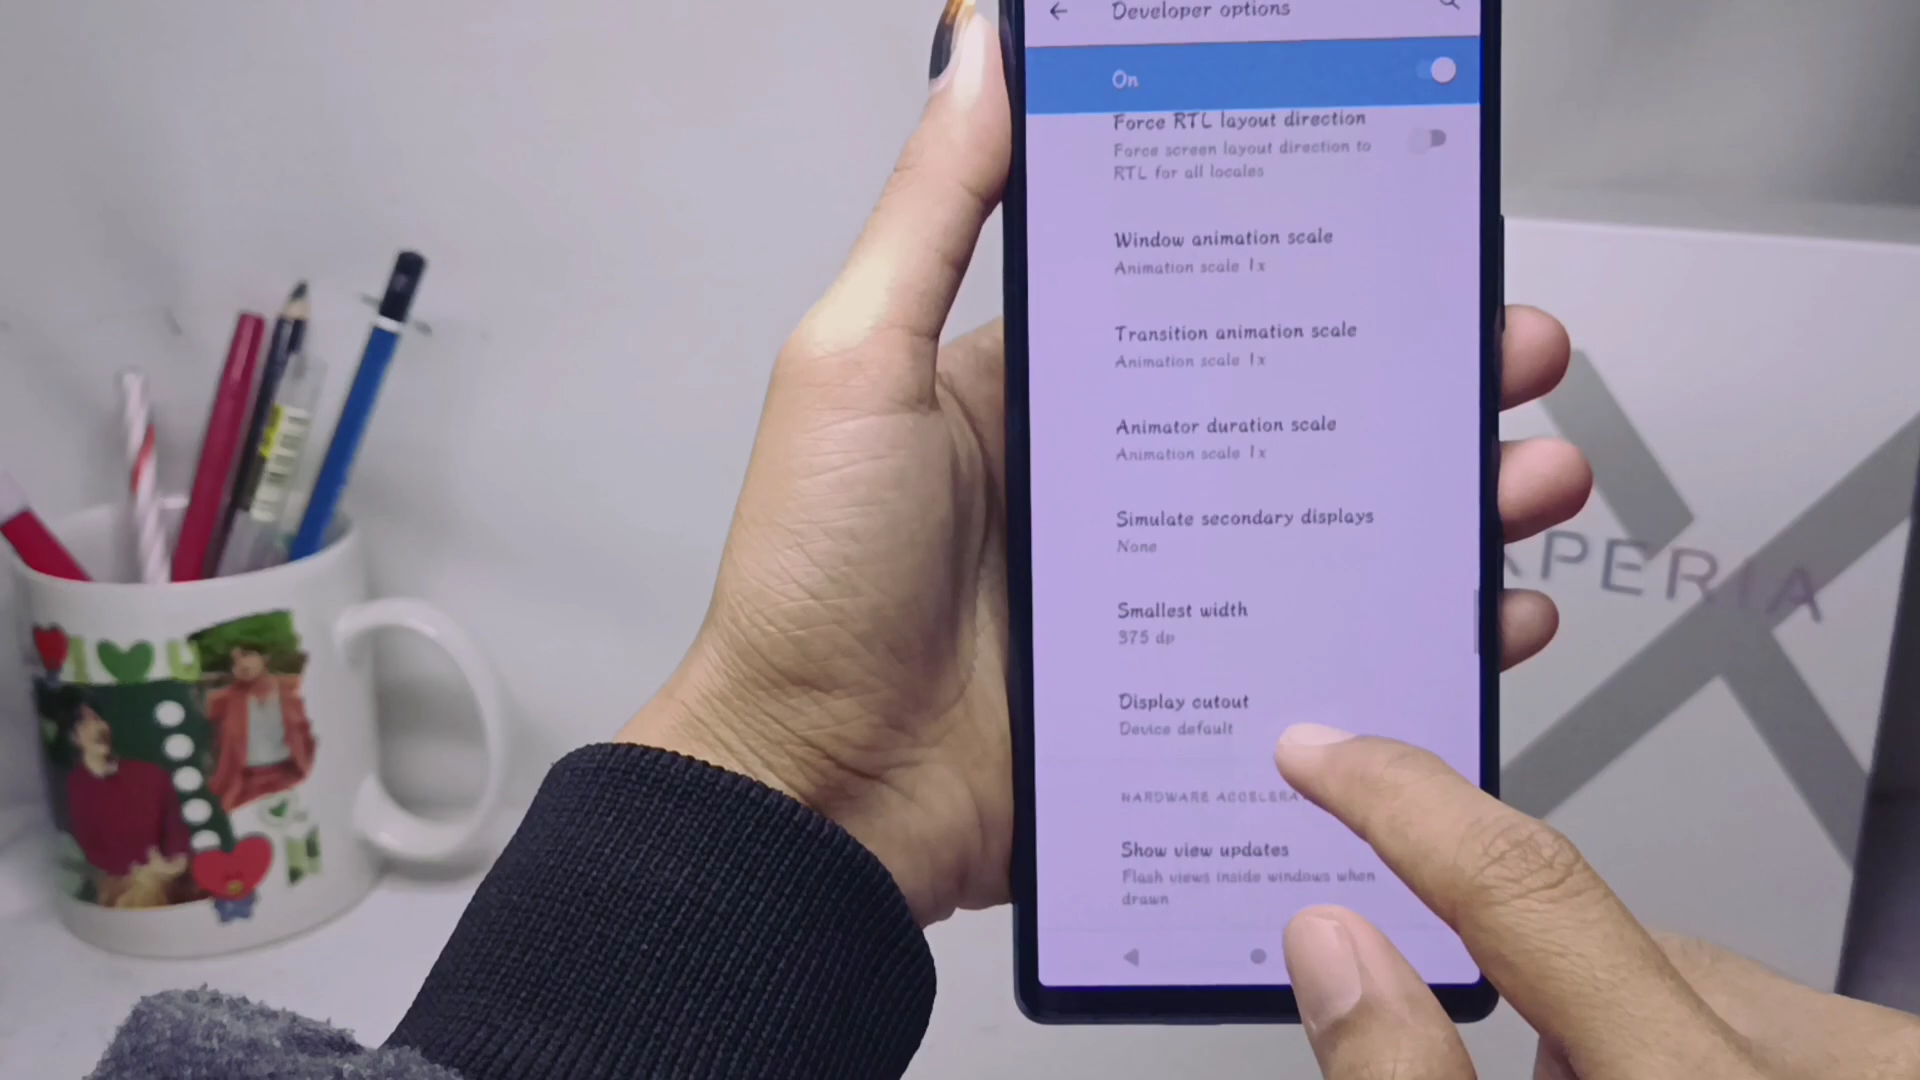 Developer options
On
Force RTL layout direction
Force screen layout direction to
RTL for all locales
Window animation scale
Animation scale 1x
Transition animation scale
Animation scale 1x
Animator duration scale
Animation scale 1x
Simulate secondary displays
None
Smallest width
375 dp
Display cutout
Device default
HARDWARE
Show view updates
Flash views inside windows when
drawn
PERIA